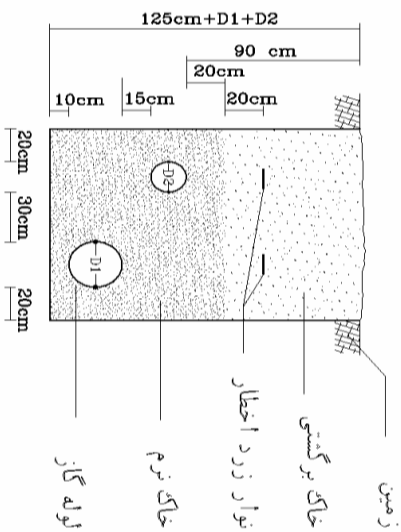 125cm+D1+D2
90 cm
20cm
20cm
15cm
10cm
20cm
30cm
20cm
D2
D1
زمین
خاک برگشتی
نوار زرد اخطار
خاک نرم
لوله گاز